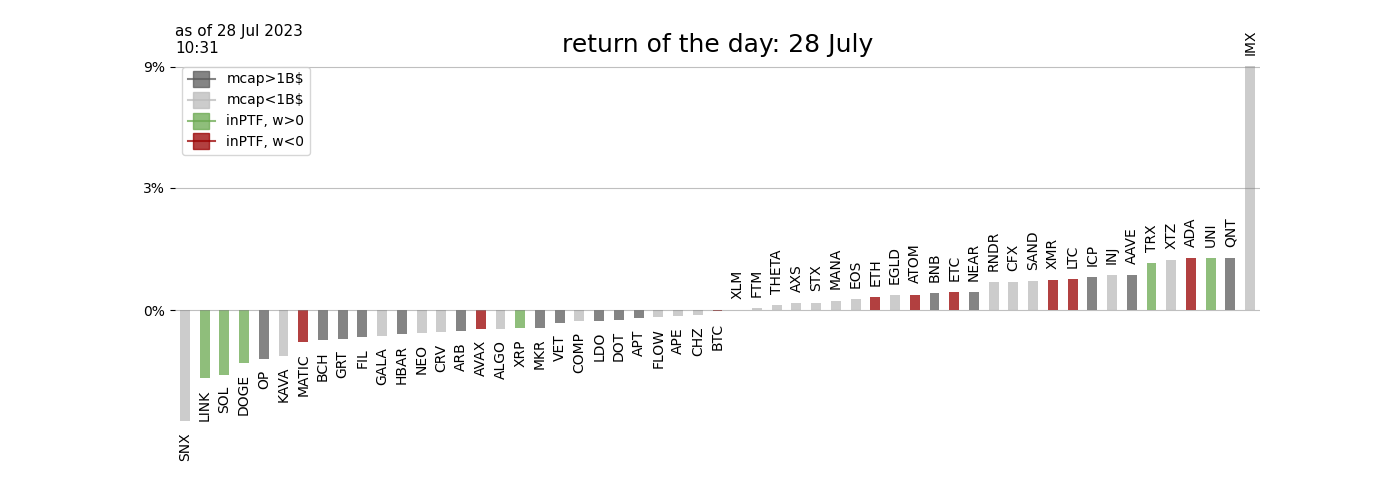 as of 28 Jul 2023
10:31
return of the day: 28 July
9%
3%
0%
mcap>1B$
mcap<1B$
inPTF, w>0
inPTF, w<0
SNX
LINK
SOL
DOGE
OP
KAVA
MATIC
BCH
GRT
FIL
GALA
HBAR
NEO
CRV
ARB
AVAX
ALGO
XRP
MKR
VET
COMP
LDO
DOT
APT
FLOW
APE
CHZ
BTC
XLM
FTM
THETA
AXS
STX
MANA
EOS
ETH
EGLD
ATOM
BNB
ETC
NEAR
RNDR
CFX
SAND
XMR
LTC
ICP
INJ
AAVE
TRX
XTZ
ADA
UNI
QNT
IMX